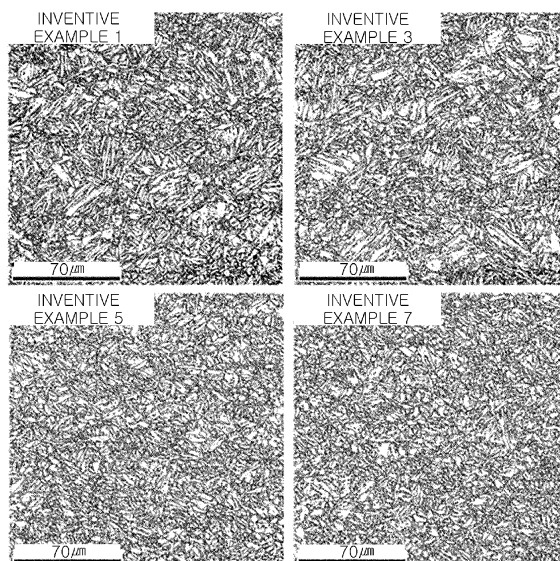 INVENTIVE
EXAMPLE 1
INVENTIVE
EXAMPLE 3
70㎛
70㎛
INVENTIVE
EXAMPLE 5
INVENTIVE
EXAMPLE 7
70㎛
70㎛